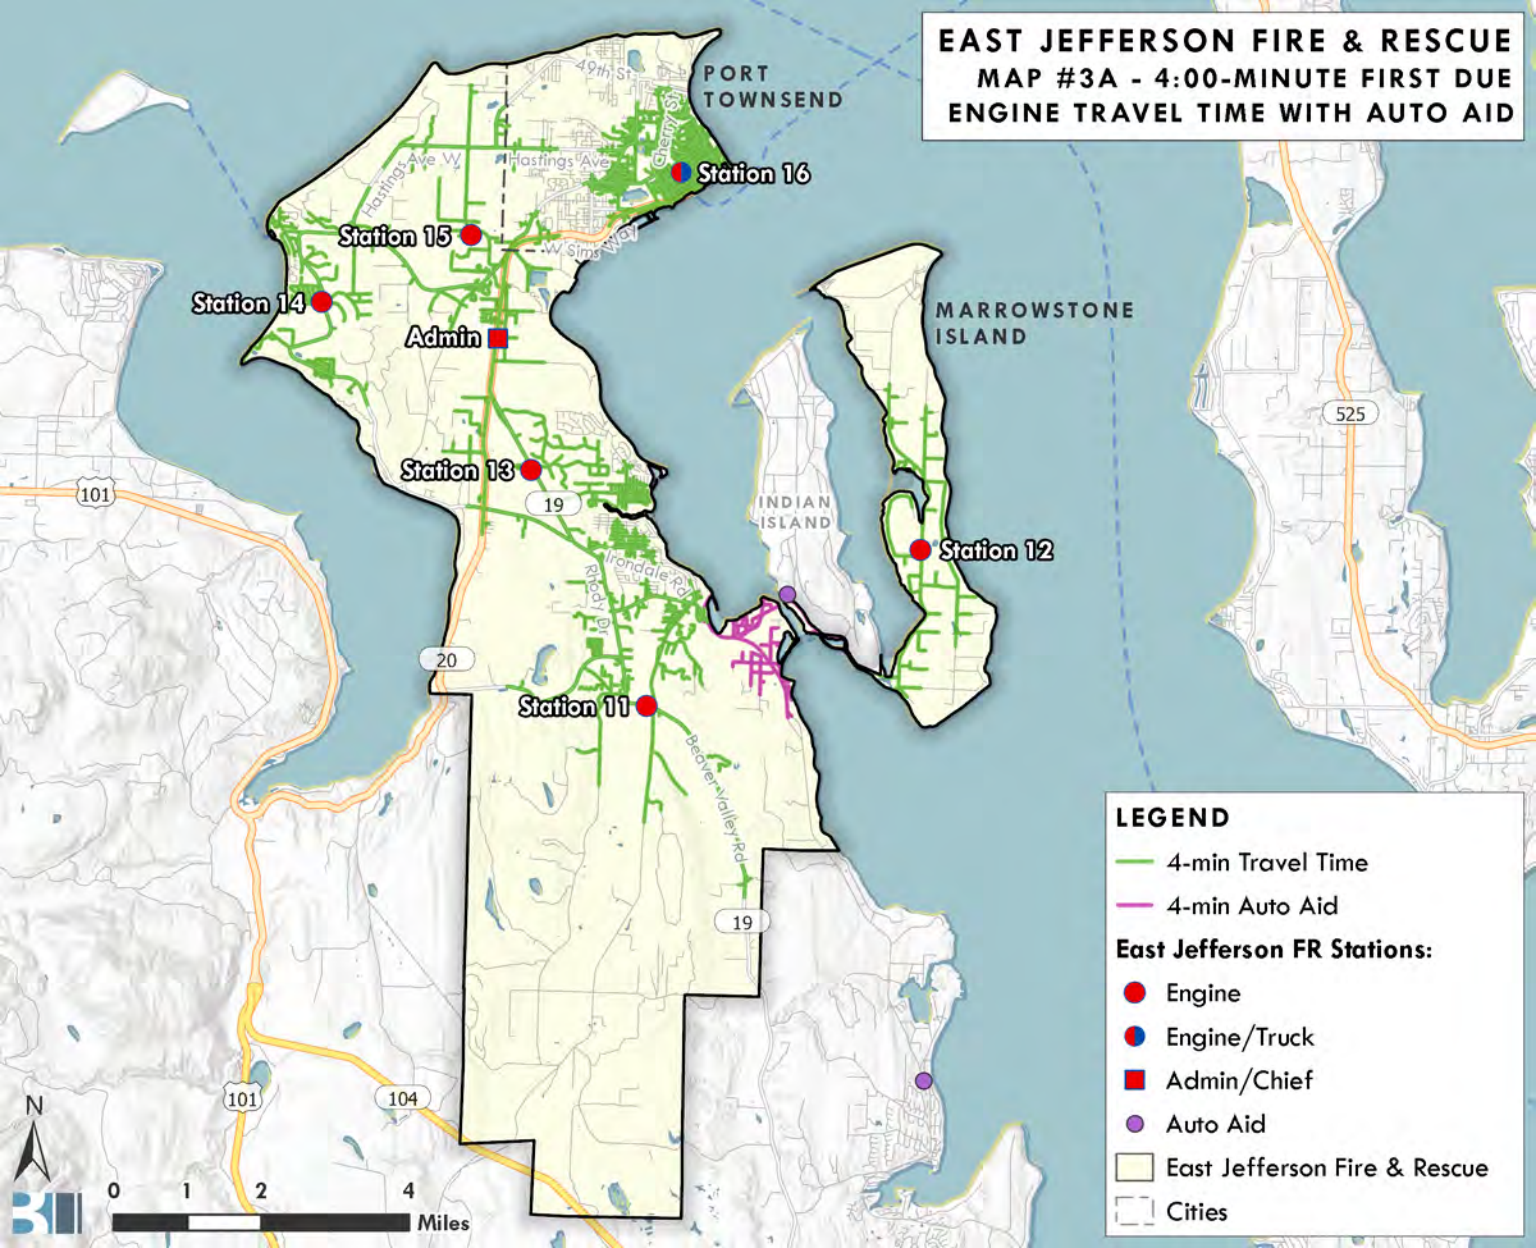 EAST JEFFERSON FIRE & RESCUE
MAP #3A - 4:00-MINUTE FIRST DUE
ENGINE TRAVEL TIME WITH AUTO AID
PORT
TOWNSEND
49th St
Cherry St
Hastings Ave W
Hastings Ave
Station 16
Station 15
W Sims Way
Station 14
Admin
MARROWSTONE
ISLAND
525
Station 13
101
19
INDIAN
ISLAND
Station 12
Irondale Rd
Rhody Dr
20
Station 11
Beaver Valley Rd
19
101
104
LEGEND
4-min Travel Time
4-min Auto Aid
East Jefferson FR Stations:
Engine
Engine/Truck
Admin/Chief
Auto Aid
East Jefferson Fire & Rescue
Cities
N
0 1 2 4
Miles